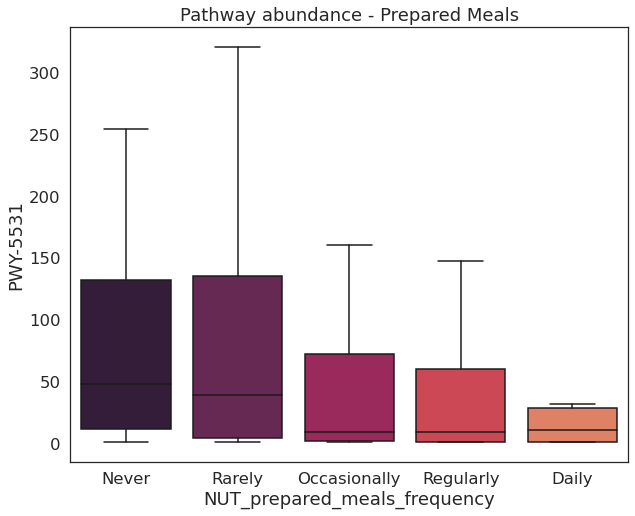 Pathway abundance - Prepared Meals
PWY-5531
300
250
200
150
100
50
0
Never Rarely Occasionally Regularly Daily
NUT_prepared_meals_frequency